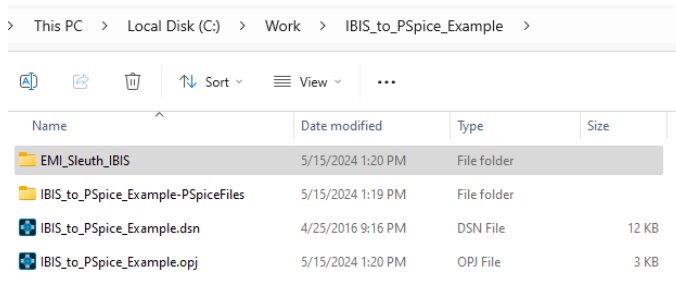 > This PC > Local Disk (C:) > Work > IBIS_to_PSpice_Example >
A Sort View ...
Name Date modified Type Size
EMI_Sleuth_IBIS 5/15/2024 1:20 PM File folder
IBIS_to_PSpice_Example-PSpiceFiles 5/15/2024 1:19 PM File folder
IBIS_to_PSpice_Example.dsn 4/25/2016 9:16 PM DSN File 12 KB
IBIS_to_PSpice_Example.opj 5/15/2024 1:20 PM OPJ File 3 KB